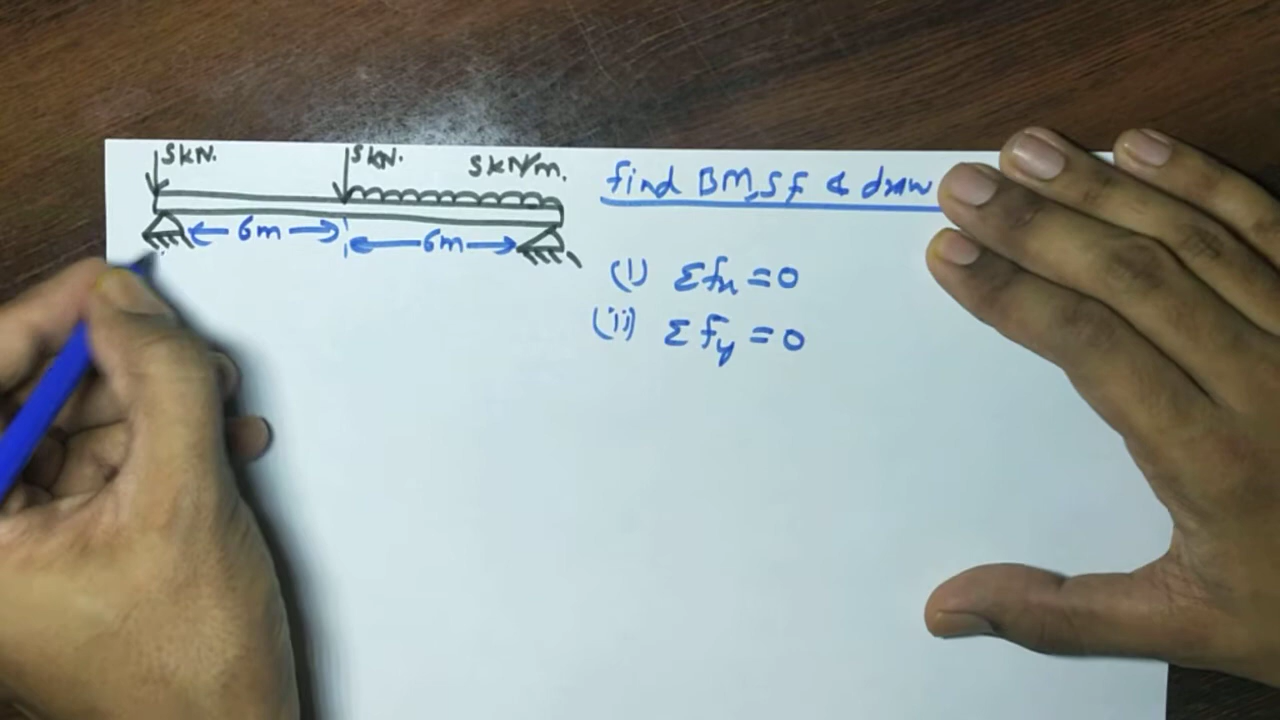 5kN. 5kN. 5kN/m.
6m 6m
find BM, SF & draw
(i) Σfx = 0
(ii) Σfy = 0